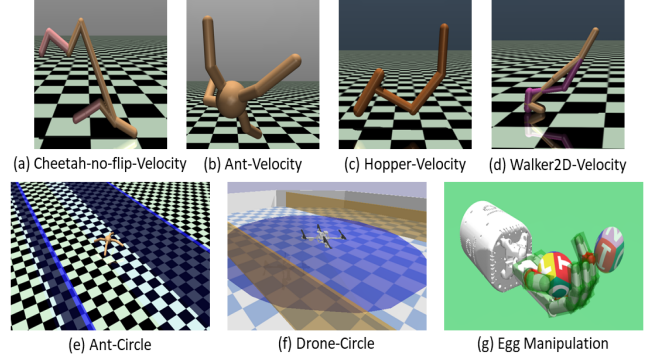 (a) Cheetah-no-flip-Velocity
(b) Ant-Velocity
(c) Hopper-Velocity
(d) Walker2D-Velocity
(e) Ant-Circle
(f) Drone-Circle
(g) Egg Manipulation